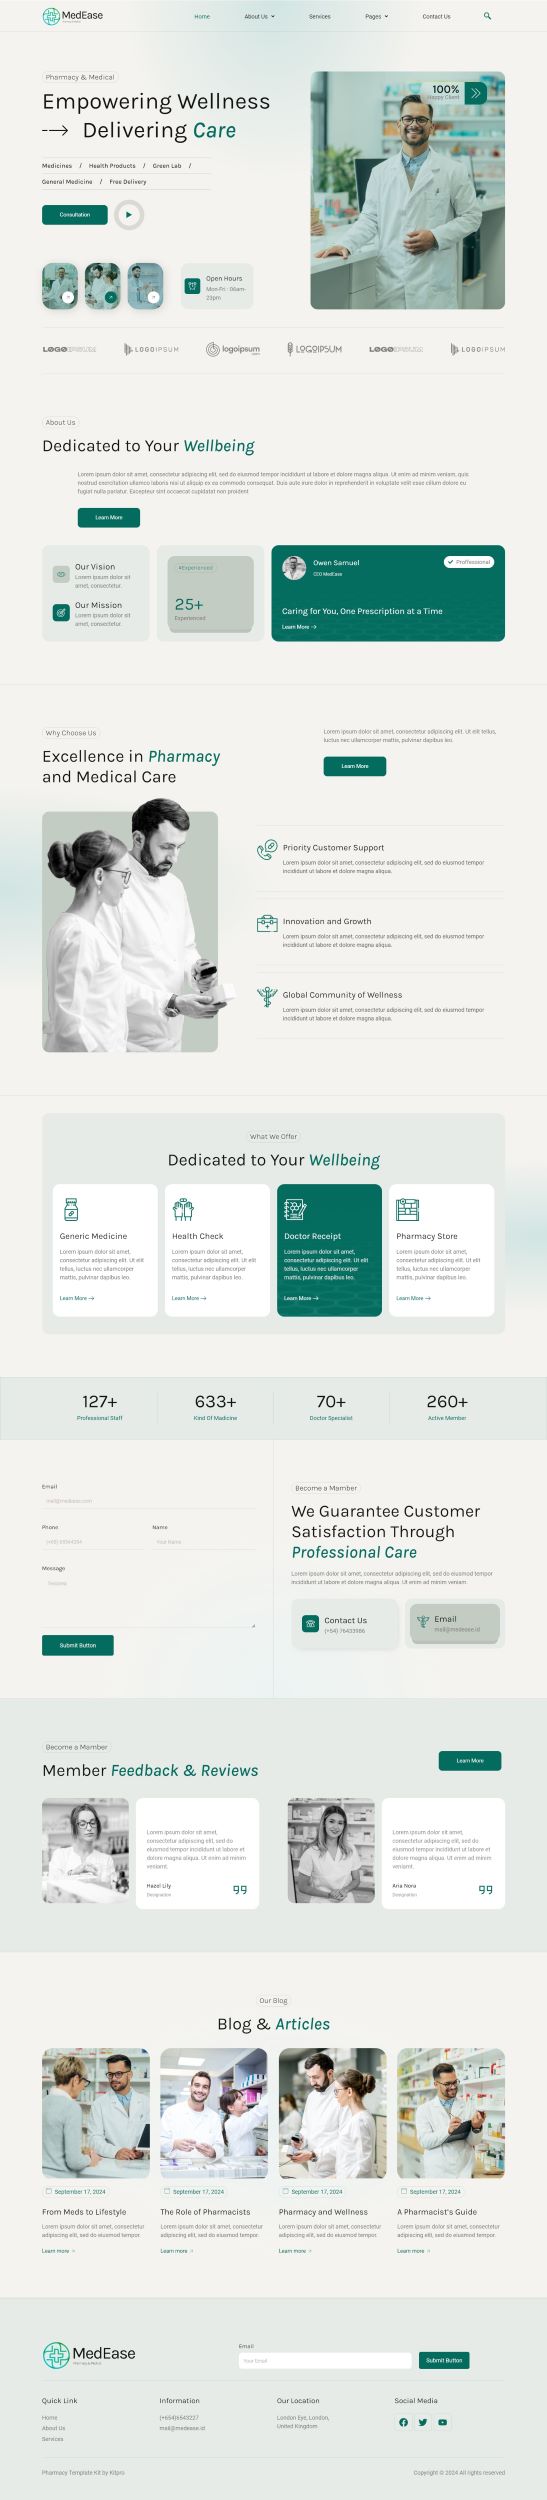 MedEase
Home
About Us
Services
Pages
Contact Us
Pharmacy & Medical
Empowering Wellness
Delivering Care
Medicines / Health Products / Green Lab /
General Medicine / Free Delivery
Consultation
100%
Happy Client
Open Hours
Mon-Fri : 06am-
23pm
LOGOIPSUM
LOGOIPSUM
logoipsum
LOGOIPSUM
LOGOIPSUM
LOGOIPSUM
About Us
Dedicated to Your Wellbeing
Lorem ipsum dolor sit amet, consectetur adipiscing elit, sed do eiusmod tempor incididunt ut labore et dolore magna aliqua. Ut enim ad minim veniam, quis
nostrud exercitation ullamco laboris nisi ut aliquip ex ea commodo consequat. Duis aute irure dolor in reprehenderit in voluptate velit esse cillum dolore eu
fugiat nulla pariatur. Excepteur sint occaecat cupidatat non proident
Learn More
Our Vision
Lorem ipsum dolor sit
amet, consectetur.
Our Mission
Lorem ipsum dolor sit
amet, consectetur.
#Experienced
25+
Experienced
Owen Samuel
CEO MedEase
Proffesional
Caring for You, One Prescription at a Time
Learn More
Why Choose Us
Excellence in Pharmacy
and Medical Care
Lorem ipsum dolor sit amet, consectetur adipiscing elit. Ut elit tellus,
luctus nec ullamcorper mattis, pulvinar dapibus leo.
Learn More
Priority Customer Support
Lorem ipsum dolor sit amet, consectetur adipiscing elit, sed do eiusmod tempor
incididunt ut labore et dolore magna aliqua.
Innovation and Growth
Lorem ipsum dolor sit amet, consectetur adipiscing elit, sed do eiusmod tempor
incididunt ut labore et dolore magna aliqua.
Global Community of Wellness
Lorem ipsum dolor sit amet, consectetur adipiscing elit, sed do eiusmod tempor
incididunt ut labore et dolore magna aliqua.
What We Offer
Dedicated to Your Wellbeing
Generic Medicine
Lorem ipsum dolor sit amet,
consectetur adipiscing elit. Ut elit
tellus, luctus nec ullamcorper
mattis, pulvinar dapibus leo.
Learn More
Health Check
Lorem ipsum dolor sit amet,
consectetur adipiscing elit. Ut elit
tellus, luctus nec ullamcorper
mattis, pulvinar dapibus leo.
Learn More
Doctor Receipt
Lorem ipsum dolor sit amet,
consectetur adipiscing elit. Ut elit
tellus, luctus nec ullamcorper
mattis, pulvinar dapibus leo.
Learn More
Pharmacy Store
Lorem ipsum dolor sit amet,
consectetur adipiscing elit. Ut elit
tellus, luctus nec ullamcorper
mattis, pulvinar dapibus leo.
Learn More
127+
Professional Staff
633+
Kind Of Madicine
70+
Doctor Specialist
260+
Active Member
Email
mail@medease.com
Phone
Name
Your Name
Message
Submit Button
Become a Mamber
We Guarantee Customer
Satisfaction Through
Professional Care
Lorem ipsum dolor sit amet, consectetur adipiscing elit, sed do eiusmod tempor
incididunt ut labore et dolore magna aliqua. Ut enim ad minim veniam.
Contact Us
(+54) 76433986
Email
mail@medease.id
Become a Mamber
Member Feedback & Reviews
Learn More
Lorem ipsum dolor sit amet,
consectetur adipiscing elit, sed do
eiusmod tempor incididunt ut labore et
dolore magna aliqua. Ut enim ad minim
veniamt.
Hazel Lily
Designation
Lorem ipsum dolor sit amet,
consectetur adipiscing elit, sed do
eiusmod tempor incididunt ut labore et
dolore magna aliqua. Ut enim ad minim
veniam.
Aria Nora
Designation
Our Blog
Blog & Articles
September 17, 2024
From Meds to Lifestyle
Lorem ipsum dolor sit amet, consectetur
adipiscing elit, sed do eiusmod tempor.
Learn more
September 17, 2024
The Role of Pharmacists
Lorem ipsum dolor sit amet, consectetur
adipiscing elit, sed do eiusmod tempor.
Learn more
September 17, 2024
Pharmacy and Wellness
Lorem ipsum dolor sit amet, consectetur
adipiscing elit, sed do eiusmod tempor.
Learn more
September 17, 2024
A Pharmacist's Guide
Lorem ipsum dolor sit amet, consectetur
adipiscing elit, sed do eiusmod tempor.
Learn more
MedEase
Email
Your Email
Submit Button
Quick Link
Home
About Us
Services
Information
(+654)6543227
mail@medease.id
Our Location
London Eye, London,
United Kingdom
Social Media
Pharmacy Template Kit by Kitpro
Copyright © 2024 All rights reserved